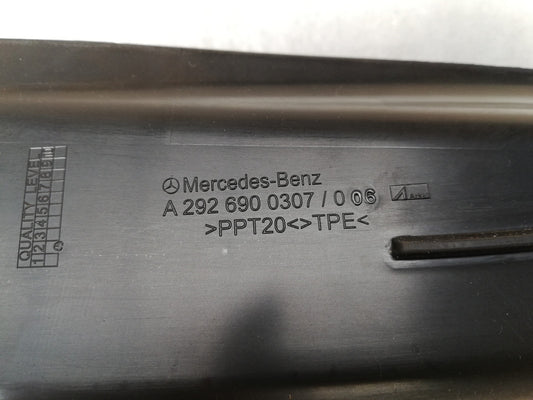 Mercedes-Benz
A 292 690 0307 / 0 06
>PPT20<>TPE<
QUALITY LEVEL